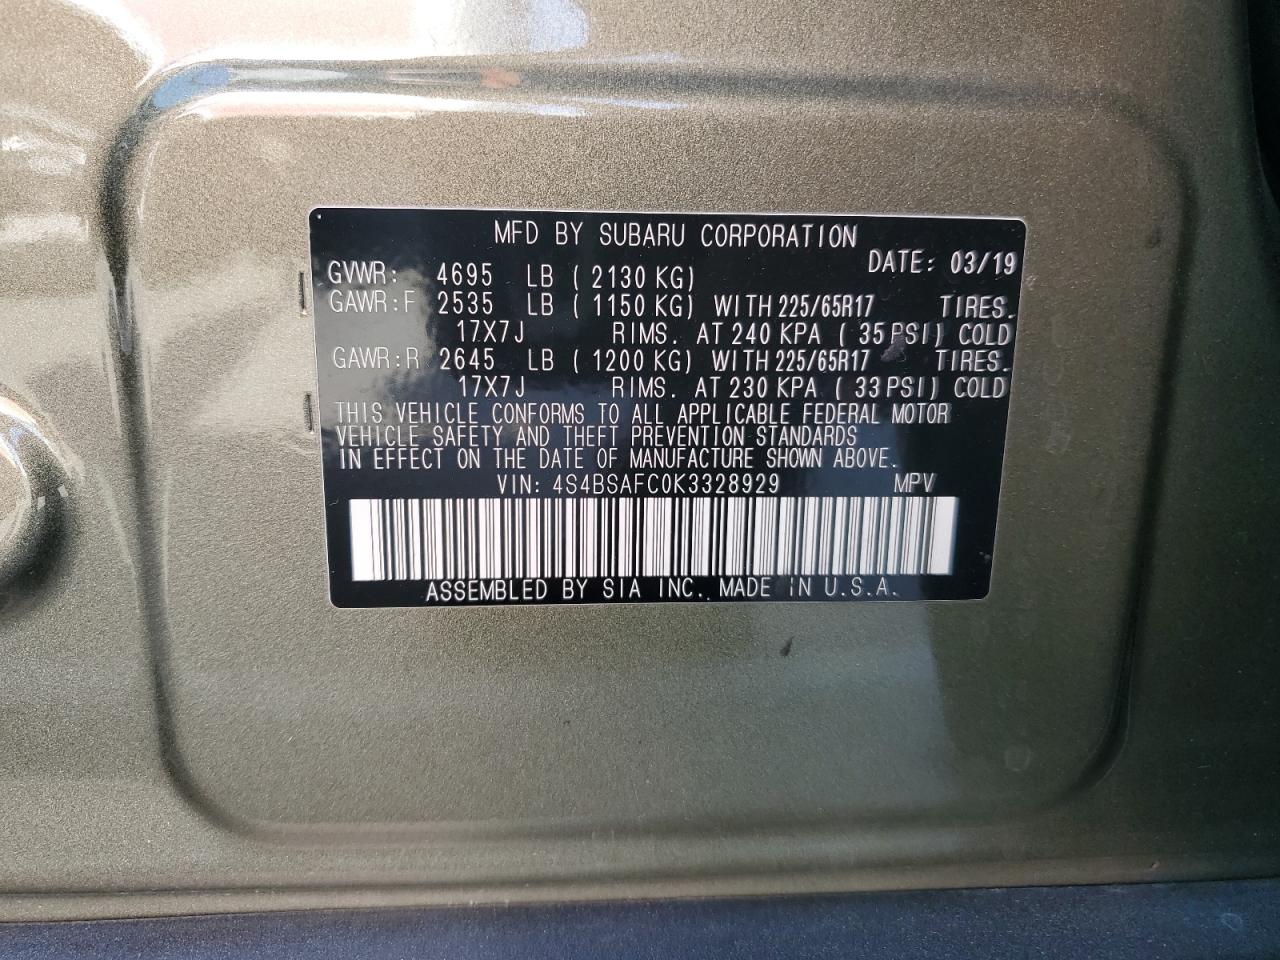 MFD BY SUBARU CORPORATION
DATE: 03/19
GVWR: 4695 LB ( 2130 KG)
GAWR:F 2535 LB ( 1150 KG) WITH 225/65R17 TIRES.
17X7J RIMS. AT 240 KPA ( 35 PSI) COLD
GAWR:R 2645 LB ( 1200 KG) WITH 225/65R17 TIRES.
17X7J RIMS. AT 230 KPA ( 33 PSI) COLD
THIS VEHICLE CONFORMS TO ALL APPLICABLE FEDERAL MOTOR
VEHICLE SAFETY AND THEFT PREVENTION STANDARDS
IN EFFECT ON THE DATE OF MANUFACTURE SHOWN ABOVE.
VIN: 4S4BSAFC0K3328929 MPV
ASSEMBLED BY SIA INC. MADE IN U.S.A.